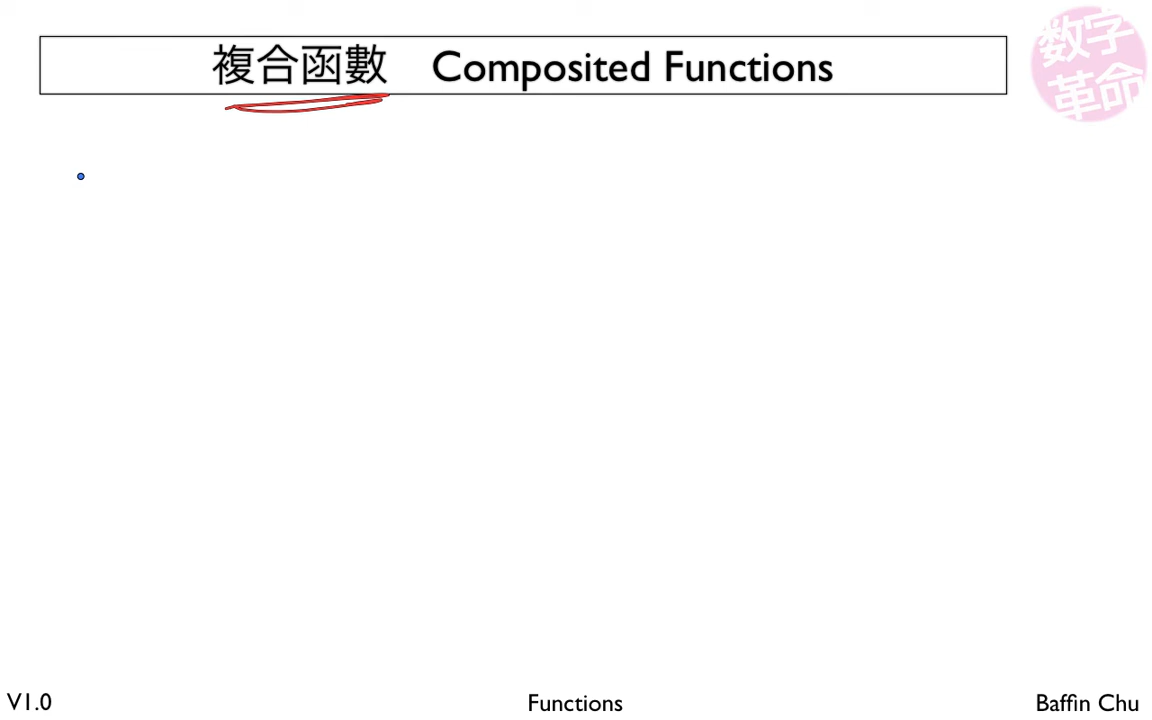 複合函數 Composited Functions
数字
革命
V1.0 Functions Baffin Chu